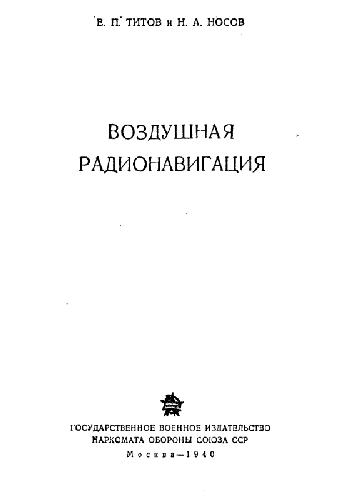 Е. П. ТИТОВ и Н. А. НОСОВ
ВОЗДУШНАЯ
РАДИОНАВИГАЦИЯ
ГОСУДАРСТВЕННОЕ ВОЕННОЕ ИЗДАТЕЛЬСТВО
НАРКОМАТА ОБОРОНЫ СОЮЗА ССР
Москва—1940